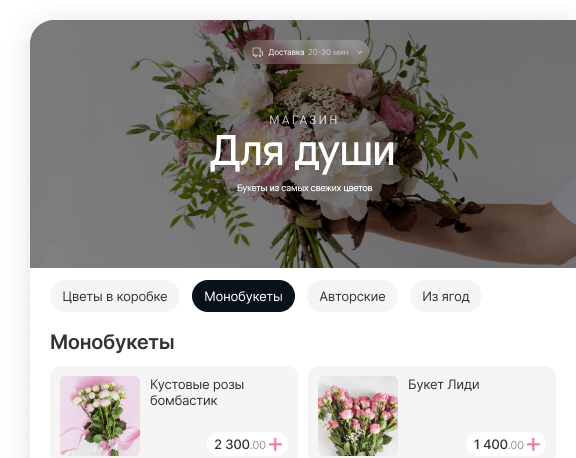 Доставка 20-30 мин
МАГАЗИН
Для души
Букеты из самых свежих цветов
Цветы в коробке Монобукеты Авторские Из ягод
Монобукеты
Кустовые розы
бомбастик
2 300.00
Букет Лиди
1 400.00